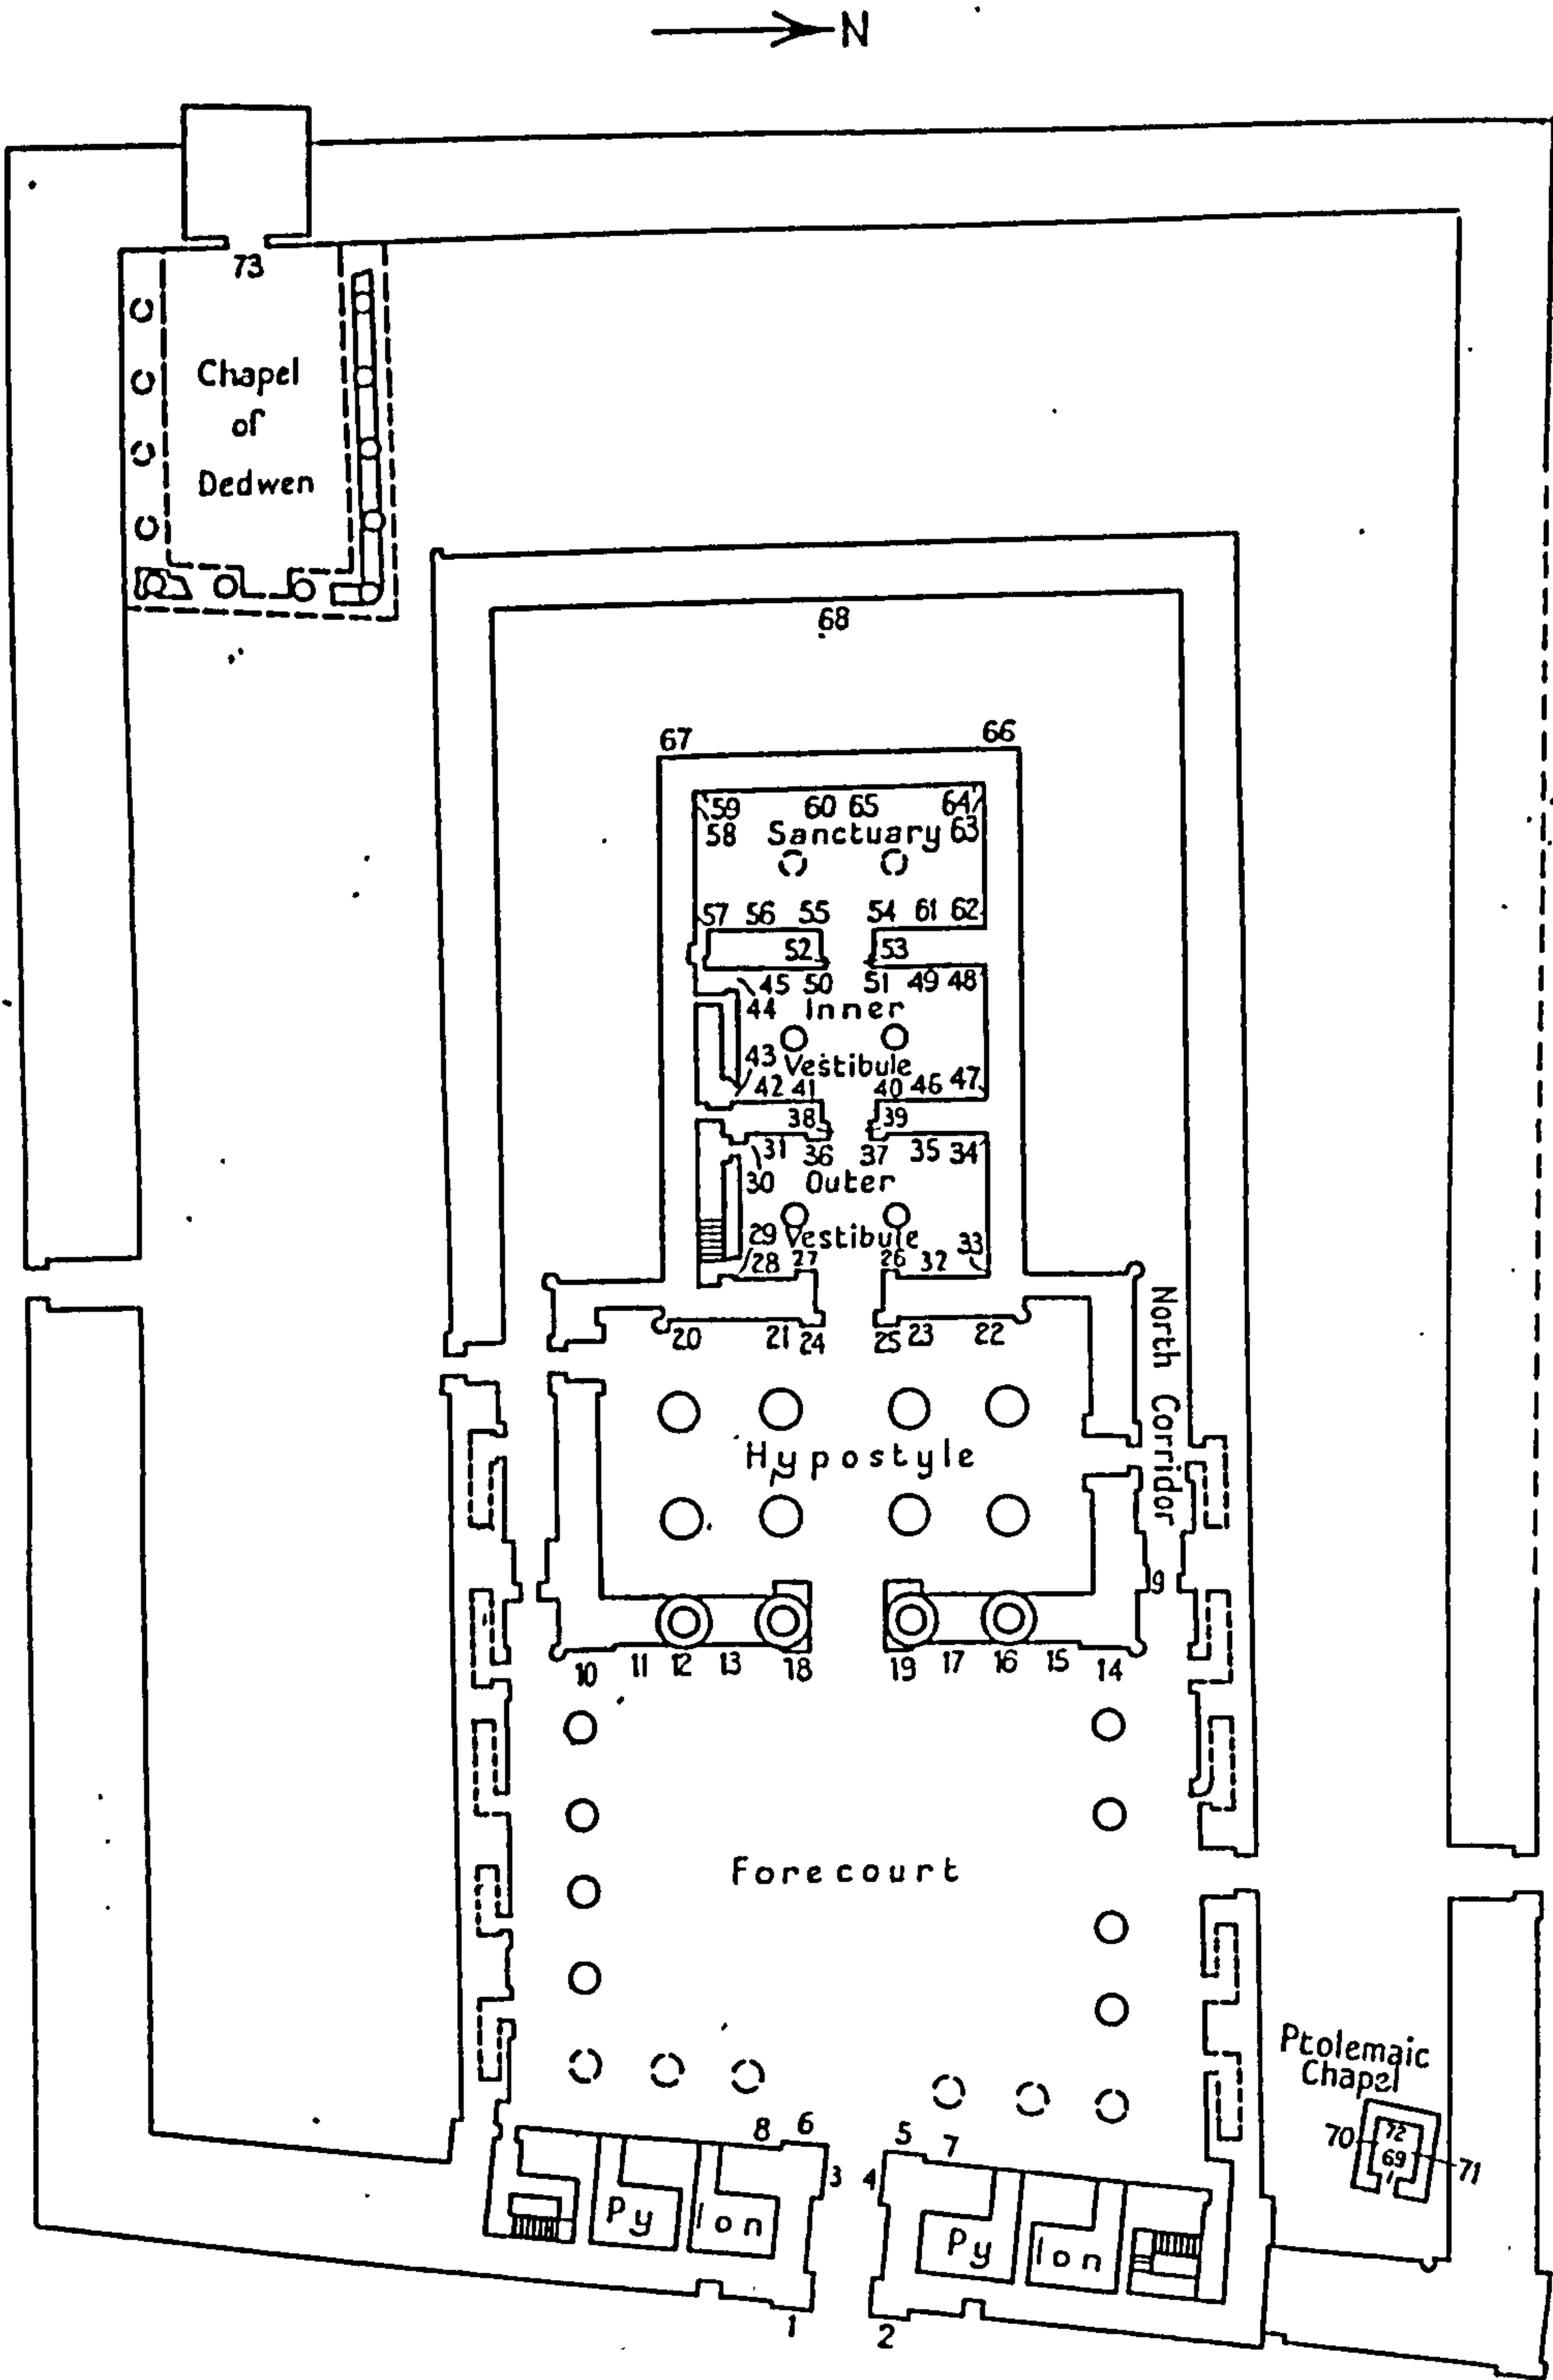 N
73
Chapel
of
Dedwen
68
67 66
59 60 65 64
58 Sanctuary 63
57 56 55 54 61 62
52 53
45 50 51 49 48
44 Inner
43 Vestibule
42 41 40 46 47
38 39
31 36 37 35 34
30 Outer
29 Vestibule 33
28 27 26 32
20 21 24 25 23 22
North Corridor
Hypostyle
9
10 11 12 13 18 19 17 16 15 14
Forecourt
Ptolemaic
Chapel
8 6 5 7
3 4
70 72
69 71
Pylon Pylon
1 2